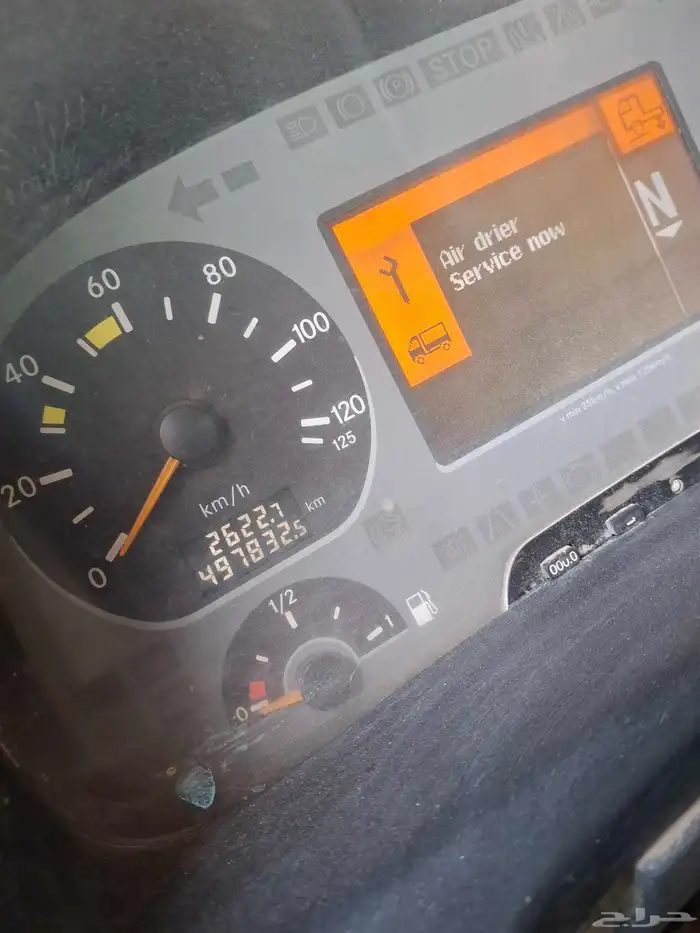 STOP
Air drier
Service now
N
0
20
40
60
80
100
120
125
km/h
2622.7
497832.5
km
0
1/2
1
000.0
حراج